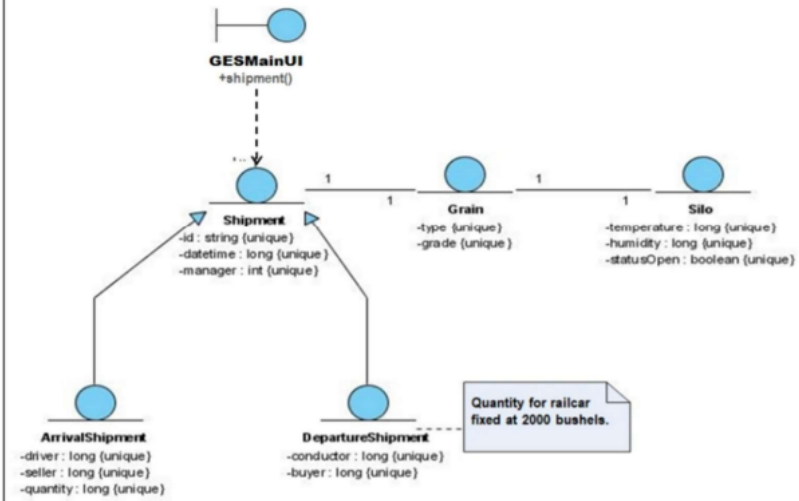 GESMainUI
+shipment()
*..
1
1
1
1
Shipment
-id : string {unique}
-datetime : long {unique}
-manager : int {unique}
Grain
-type {unique}
-grade {unique}
Silo
-temperature : long {unique}
-humidity : long {unique}
-statusOpen : boolean {unique}
ArrivalShipment
-driver : long {unique}
-seller : long {unique}
-quantity : long {unique}
DepartureShipment
-conductor : long {unique}
-buyer : long {unique}
Quantity for railcar
fixed at 2000 bushels.